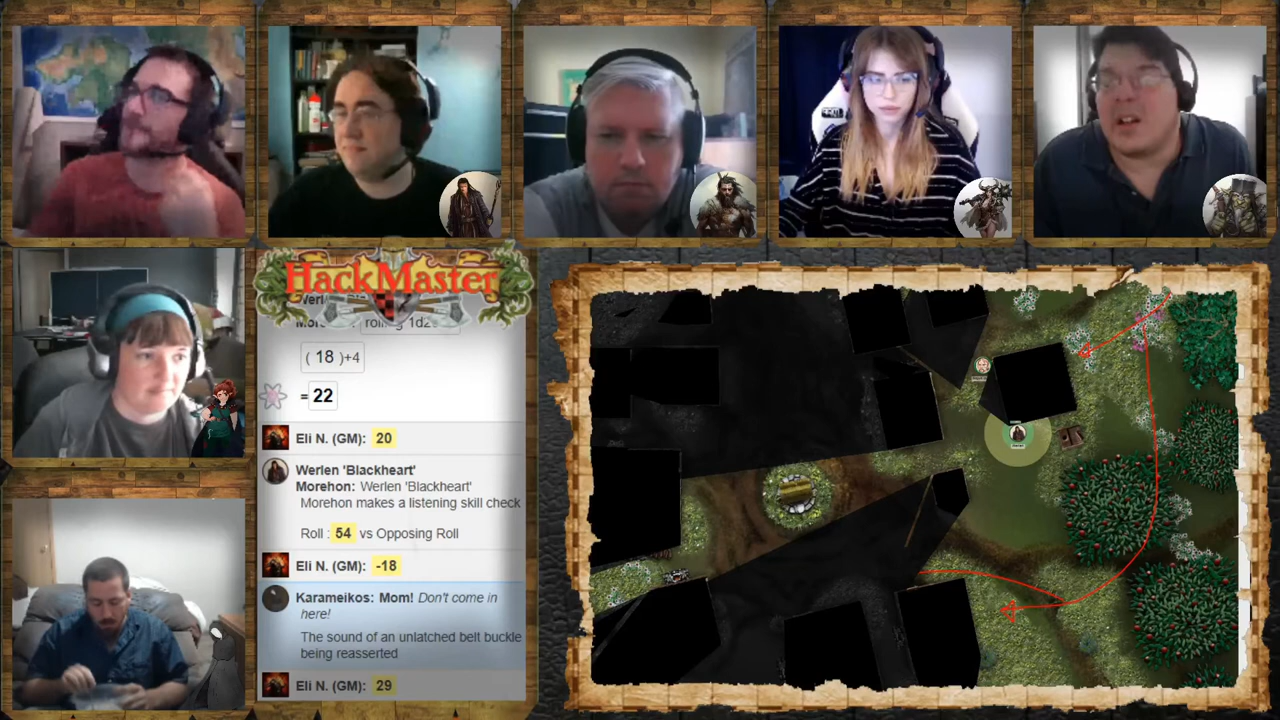 HackMaster
( 18 )+4
= 22
Eli N. (GM): 20
Werlen 'Blackheart'
Morehon: Werlen 'Blackheart'
Morehon makes a listening skill check
Roll : 54 vs Opposing Roll
Eli N. (GM): -18
Karameikos: Mom! Don't come in
here!
The sound of an unlatched belt buckle
being reasserted
Eli N. (GM): 29